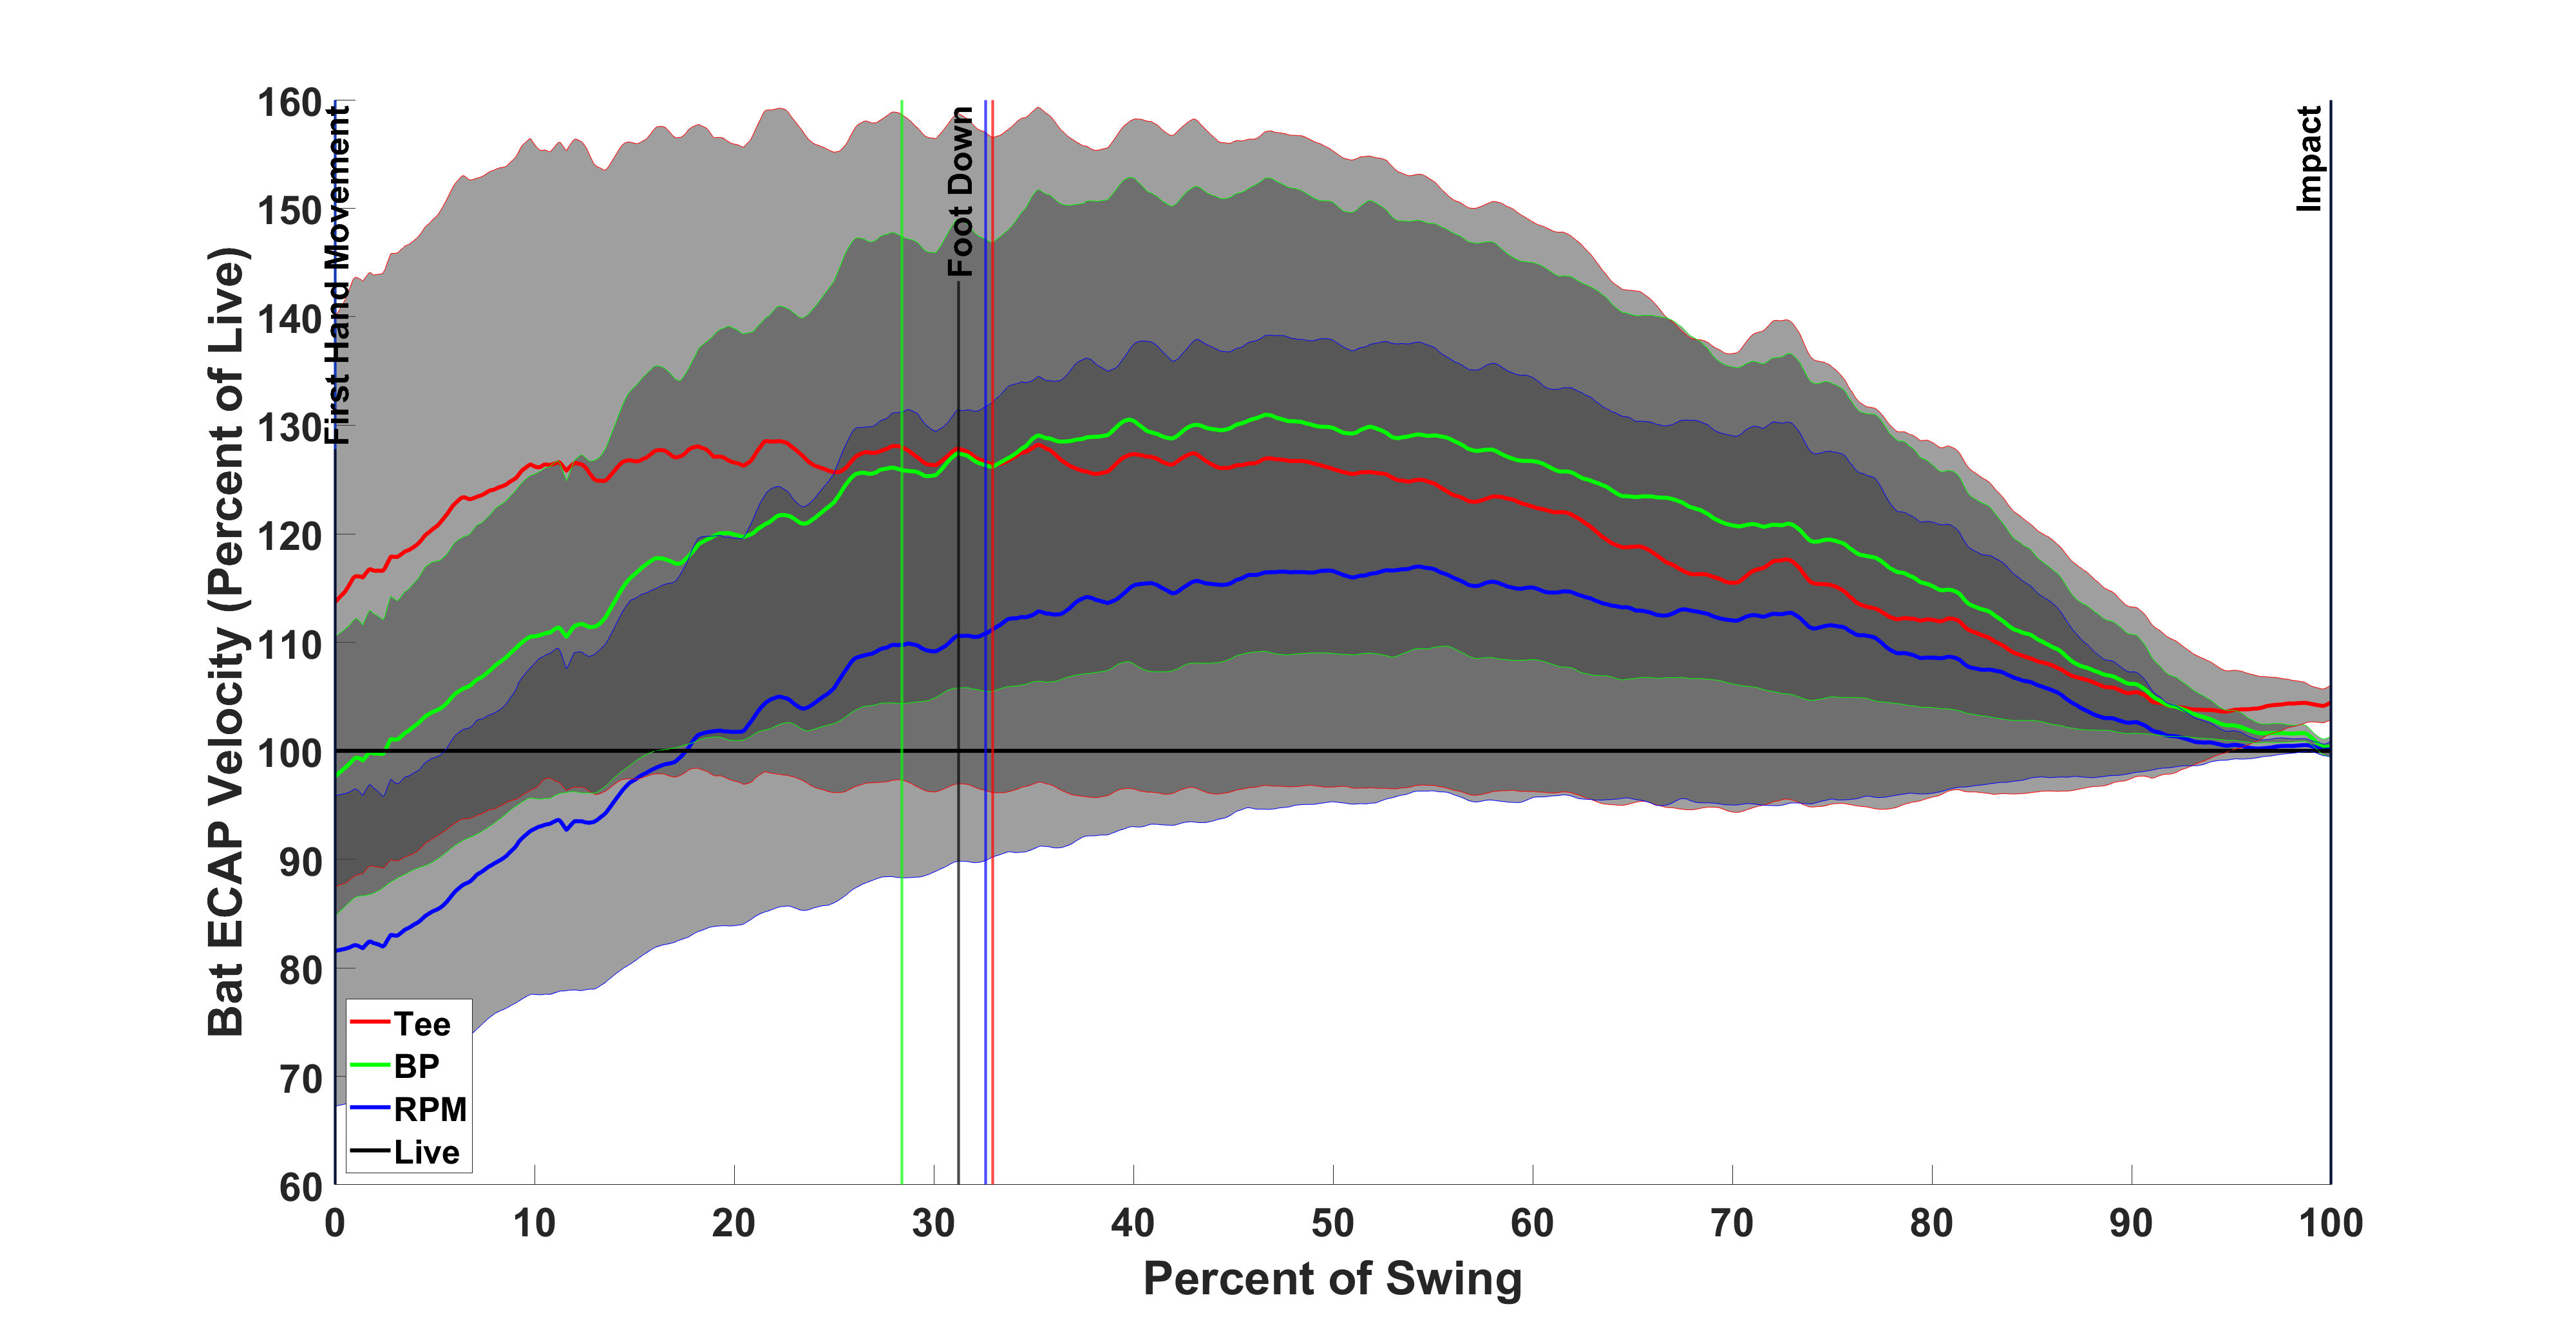 Bat ECAP Velocity (Percent of Live)
160
150
140
130
120
110
100
90
80
70
60
First Hand Movement
Foot Down
Impact
Tee
BP
RPM
Live
0 10 20 30 40 50 60 70 80 90 100
Percent of Swing